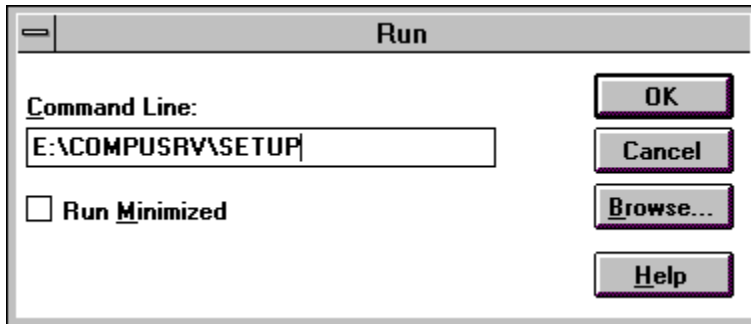 Run
Command Line:
E:\COMPUSRV\SETUP
Run Minimized
OK
Cancel
Browse...
Help